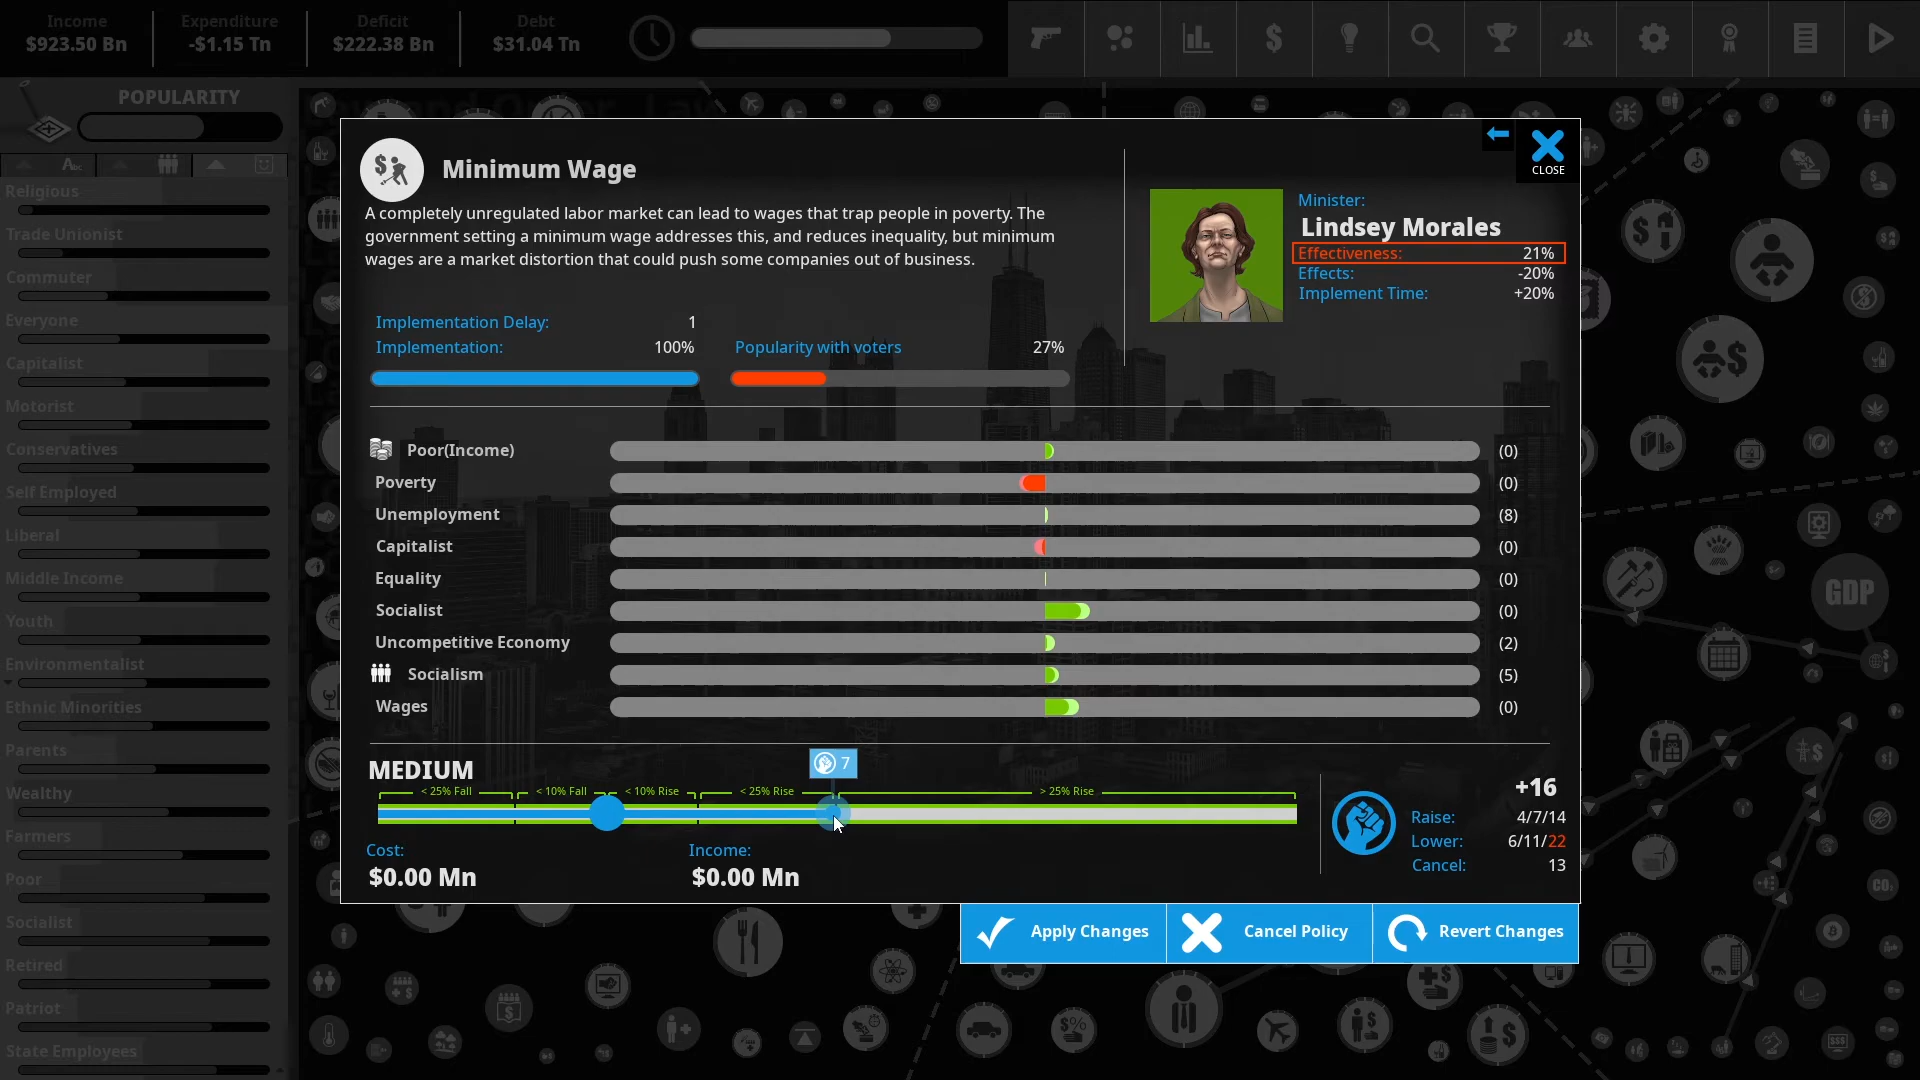 Income
$923.50 Bn
Expenditure
-$1.15 Tn
Deficit
$222.38 Bn
Debt
$31.04 Tn
POPULARITY
Religious
Trade Unionist
Commuter
Everyone
Capitalist
Motorist
Conservatives
Self Employed
Liberal
Middle Income
Youth
Environmentalist
Ethnic Minorities
Parents
Wealthy
Farmers
Poor
Socialist
Retired
Patriot
State Employees
Minimum Wage
A completely unregulated labor market can lead to wages that trap people in poverty. The
government setting a minimum wage addresses this, and reduces inequality, but minimum
wages are a market distortion that could push some companies out of business.
CLOSE
Minister:
Lindsey Morales
Effectiveness: 21%
Effects: -20%
Implement Time: +20%
Implementation Delay: 1
Implementation: 100%
Popularity with voters 27%
Poor(Income) (0)
Poverty (0)
Unemployment (8)
Capitalist (0)
Equality (0)
Socialist (0)
Uncompetitive Economy (2)
Socialism (5)
Wages (0)
MEDIUM
7
< 25% Fall
< 10% Fall
< 10% Rise
< 25% Rise
> 25% Rise
Cost:
$0.00 Mn
Income:
$0.00 Mn
+16
Raise: 4/7/14
Lower: 6/11/22
Cancel: 13
Apply Changes
Cancel Policy
Revert Changes
GDP
CO₂